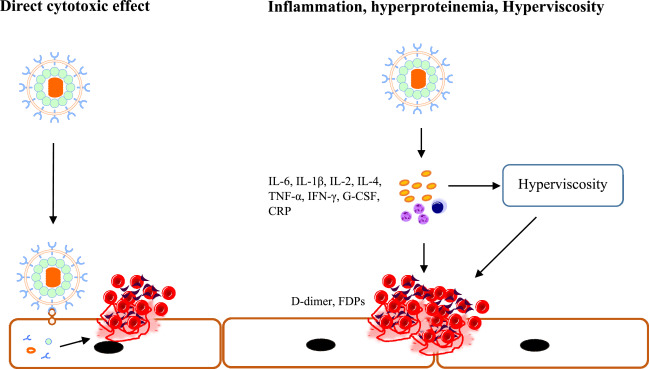 Direct cytotoxic effect
Inflammation, hyperproteinemia, Hyperviscosity
IL-6, IL-1β, IL-2, IL-4,
TNF-α, IFN-γ, G-CSF,
CRP
Hyperviscosity
D-dimer, FDPs